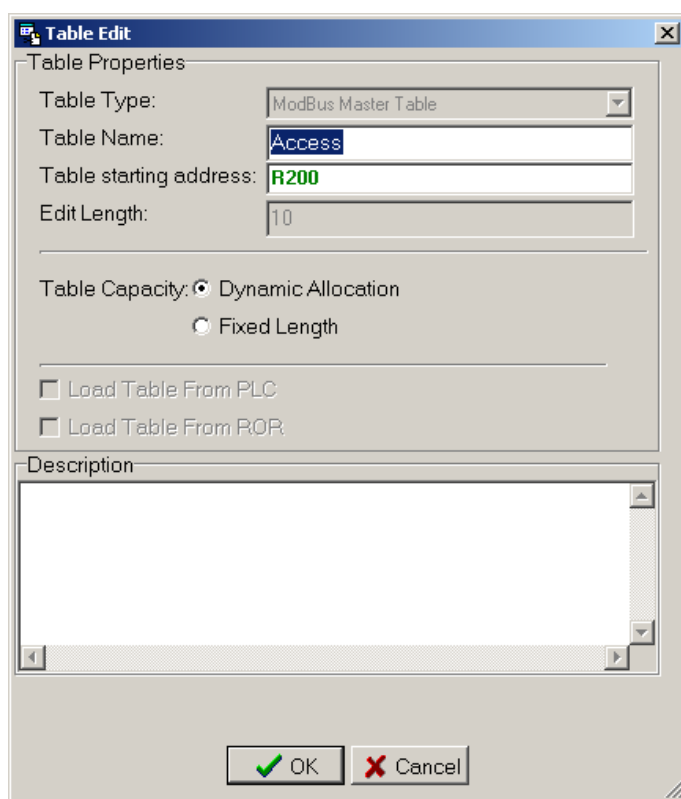 Table Edit
Table Properties
Table Type: ModBus Master Table
Table Name: Access
Table starting address: R200
Edit Length: 10
Table Capacity: Dynamic Allocation
Fixed Length
Load Table From PLC
Load Table From ROR
Description
OK Cancel